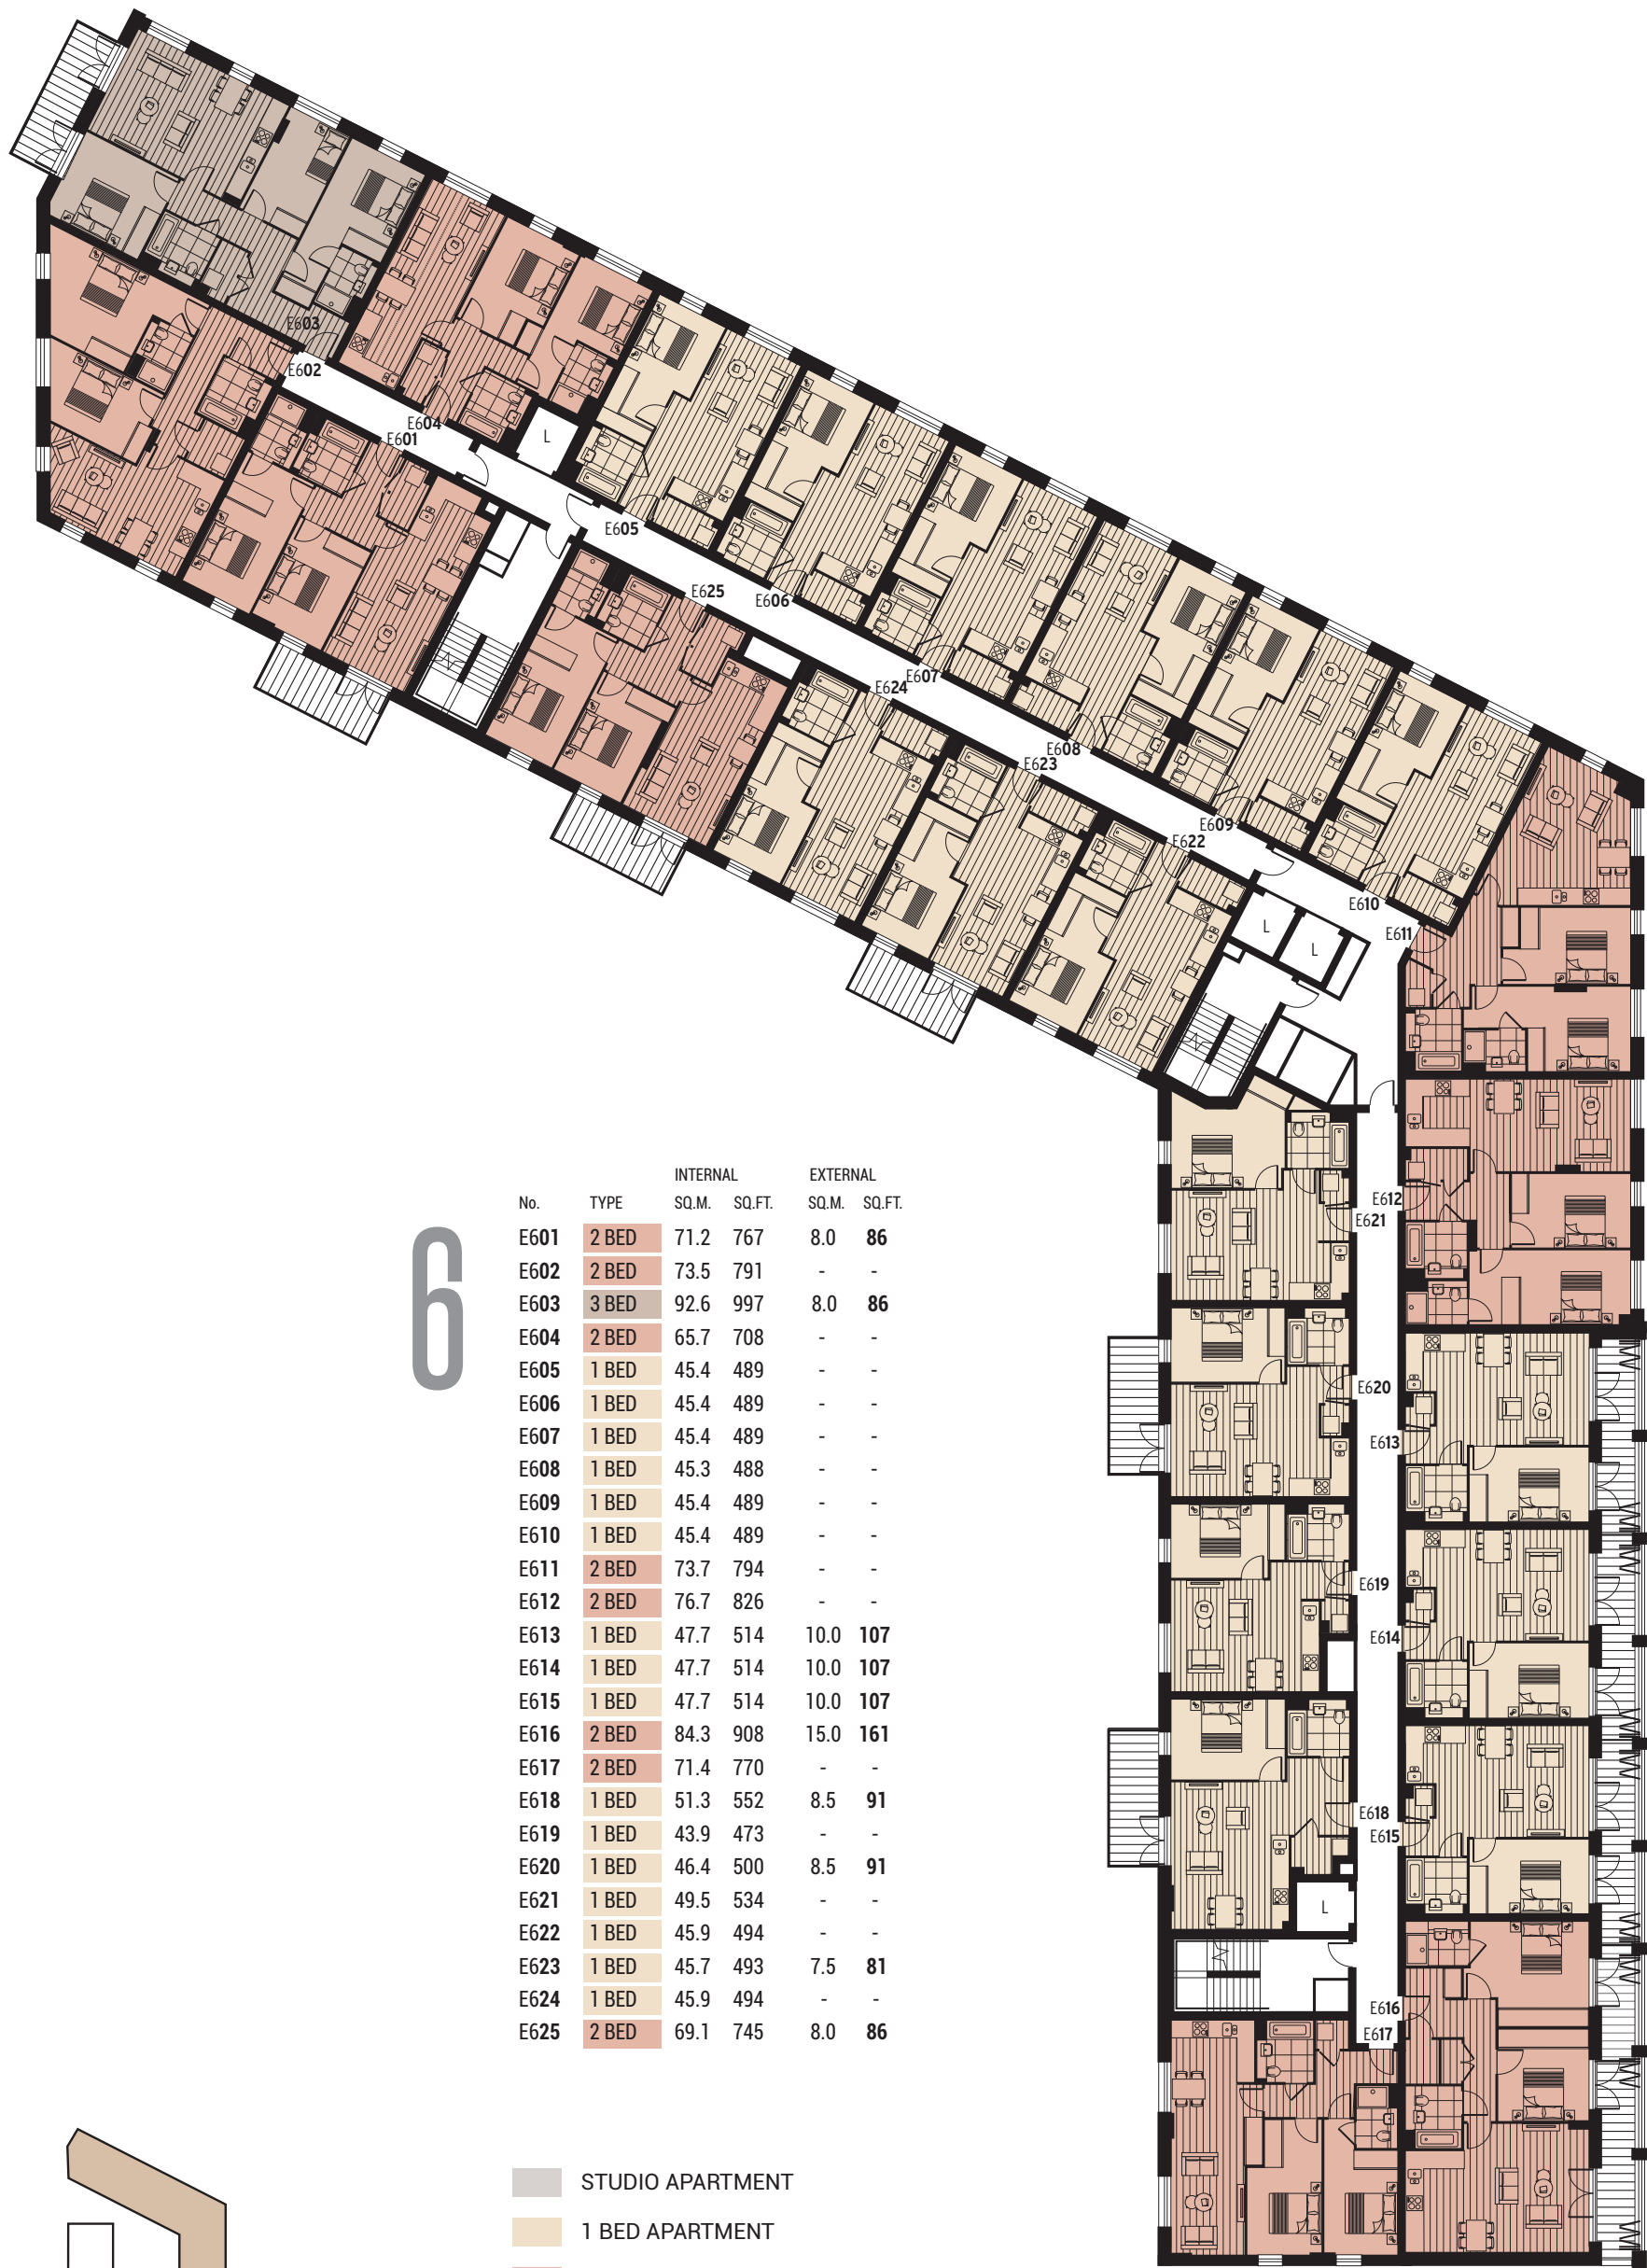 E603
E602
E604
E601
L
E605
E625
E606
E607
E624
E608
E623
E609
E622
E610
L
L
E611
E612
E621
E620
E613
E619
E614
E618
E615
L
E616
E617
6
INTERNAL EXTERNAL
No. TYPE SQ.M. SQ.FT. SQ.M. SQ.FT.
E601 2 BED 71.2 767 8.0 86
E602 2 BED 73.5 791 - -
E603 3 BED 92.6 997 8.0 86
E604 2 BED 65.7 708 - -
E605 1 BED 45.4 489 - -
E606 1 BED 45.4 489 - -
E607 1 BED 45.4 489 - -
E608 1 BED 45.3 488 - -
E609 1 BED 45.4 489 - -
E610 1 BED 45.4 489 - -
E611 2 BED 73.7 794 - -
E612 2 BED 76.7 826 - -
E613 1 BED 47.7 514 10.0 107
E614 1 BED 47.7 514 10.0 107
E615 1 BED 47.7 514 10.0 107
E616 2 BED 84.3 908 15.0 161
E617 2 BED 71.4 770 - -
E618 1 BED 51.3 552 8.5 91
E619 1 BED 43.9 473 - -
E620 1 BED 46.4 500 8.5 91
E621 1 BED 49.5 534 - -
E622 1 BED 45.9 494 - -
E623 1 BED 45.7 493 7.5 81
E624 1 BED 45.9 494 - -
E625 2 BED 69.1 745 8.0 86
STUDIO APARTMENT
1 BED APARTMENT